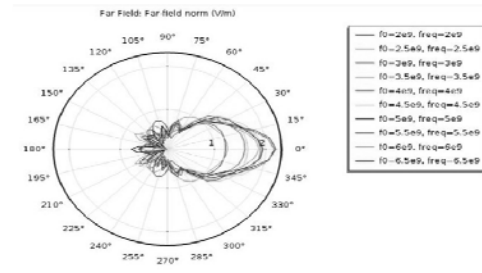 Far Field: Far-field norm (V/m)
90°
105° 75°
120° 60°
135° 45°
150° 30°
165° 15°
180° 1 2 0°
195° 345°
210° 330°
225° 315°
240° 300°
255° 285°
270°
f0=2e9, freq=2e9
f0=2.5e9, freq=2.5e9
f0=3e9, freq=3e9
f0=3.5e9, freq=3.5e9
f0=4e9, freq=4e9
f0=4.5e9, freq=4.5e9
f0=5e9, freq=5e9
f0=5.5e9, freq=5.5e9
f0=6e9, freq=6e9
f0=6.5e9, freq=6.5e9